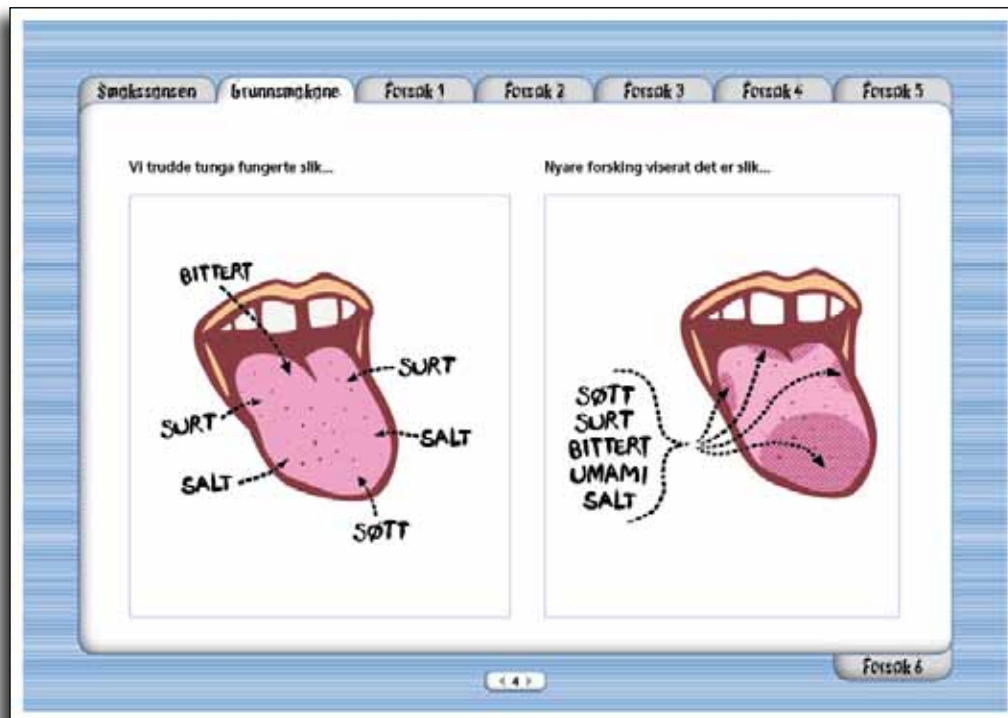 Smakssansen Grunnsmakane Forsøk 1 Forsøk 2 Forsøk 3 Forsøk 4 Forsøk 5
Vi trudde tunga fungerte slik...
BITTERT
SURT
SURT
SALT
SALT
SØTT
Nyare forsking viserat det er slik...
SØTT
SURT
BITTERT
UMAMI
SALT
Forsøk 6
4